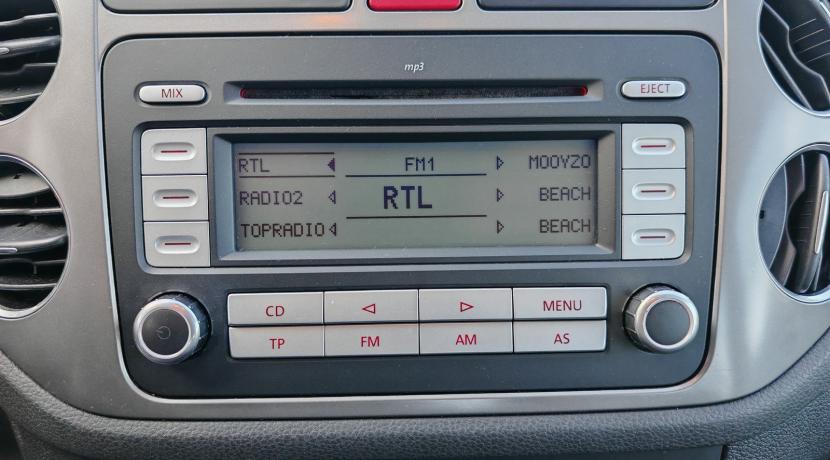 mp3
MIX
EJECT
RTL FM1 MOOYZO
RADIO2 RTL BEACH
TOPRADIO BEACH
CD MENU
TP FM AM AS